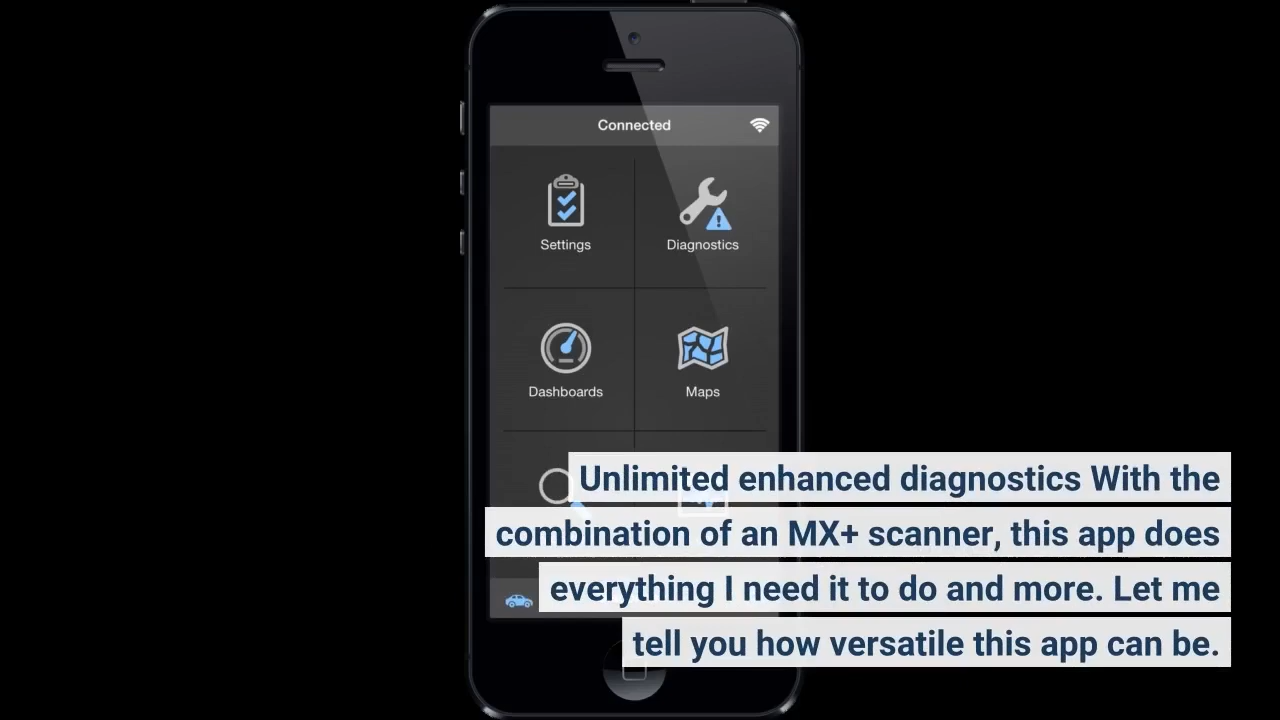 Connected
Settings
Diagnostics
Dashboards
Maps
Unlimited enhanced diagnostics With the
combination of an MX+ scanner, this app does
everything I need it to do and more. Let me
tell you how versatile this app can be.